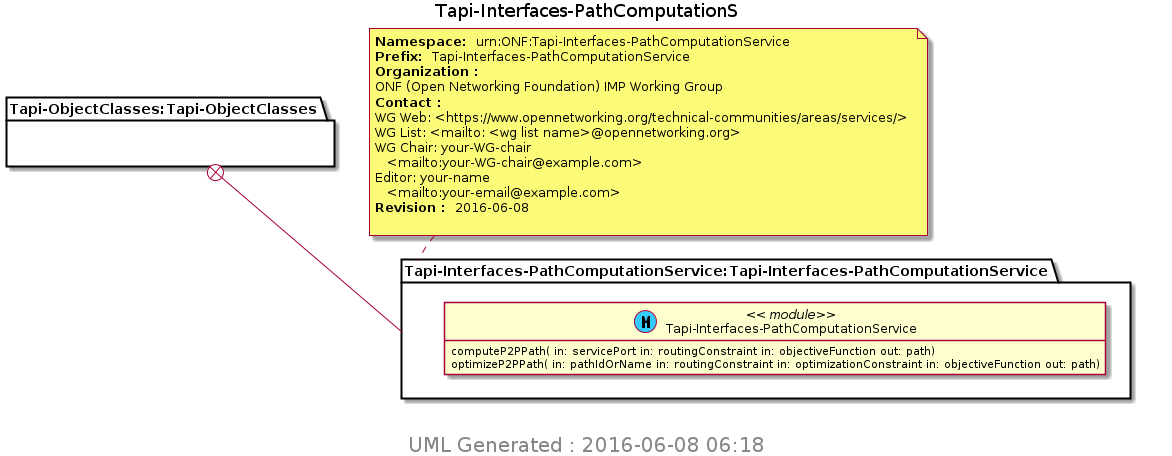 Tapi-Interfaces-PathComputationS
Namespace: urn:ONF:Tapi-Interfaces-PathComputationService
Prefix: Tapi-Interfaces-PathComputationService
Organization :
ONF (Open Networking Foundation) IMP Working Group
Contact :
WG Web: <https://www.opennetworking.org/technical-communities/areas/services/>
WG List: <mailto: <wg list name>@opennetworking.org>
WG Chair: your-WG-chair
<mailto:your-WG-chair@example.com>
Editor: your-name
<mailto:your-email@example.com>
Revision : 2016-06-08
Tapi-ObjectClasses:Tapi-ObjectClasses
Tapi-Interfaces-PathComputationService:Tapi-Interfaces-PathComputationService
M
<< module>>
Tapi-Interfaces-PathComputationService
computeP2PPath( in: servicePort in: routingConstraint in: objectiveFunction out: path)
optimizeP2PPath( in: pathIdOrName in: routingConstraint in: optimizationConstraint in: objectiveFunction out: path)
UML Generated : 2016-06-08 06:18